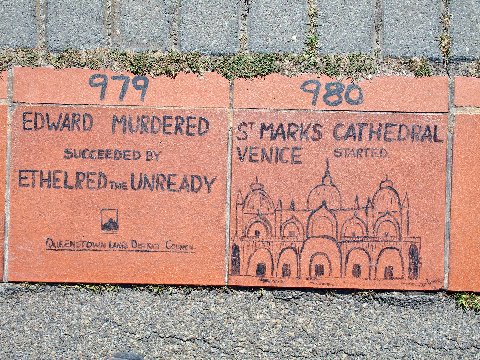 979
EDWARD MURDERED
SUCCEEDED BY
ETHELRED THE UNREADY
QUEENSTOWN LAKES DISTRICT COUNCIL
980
ST MARKS CATHEDRAL
VENICE STARTED